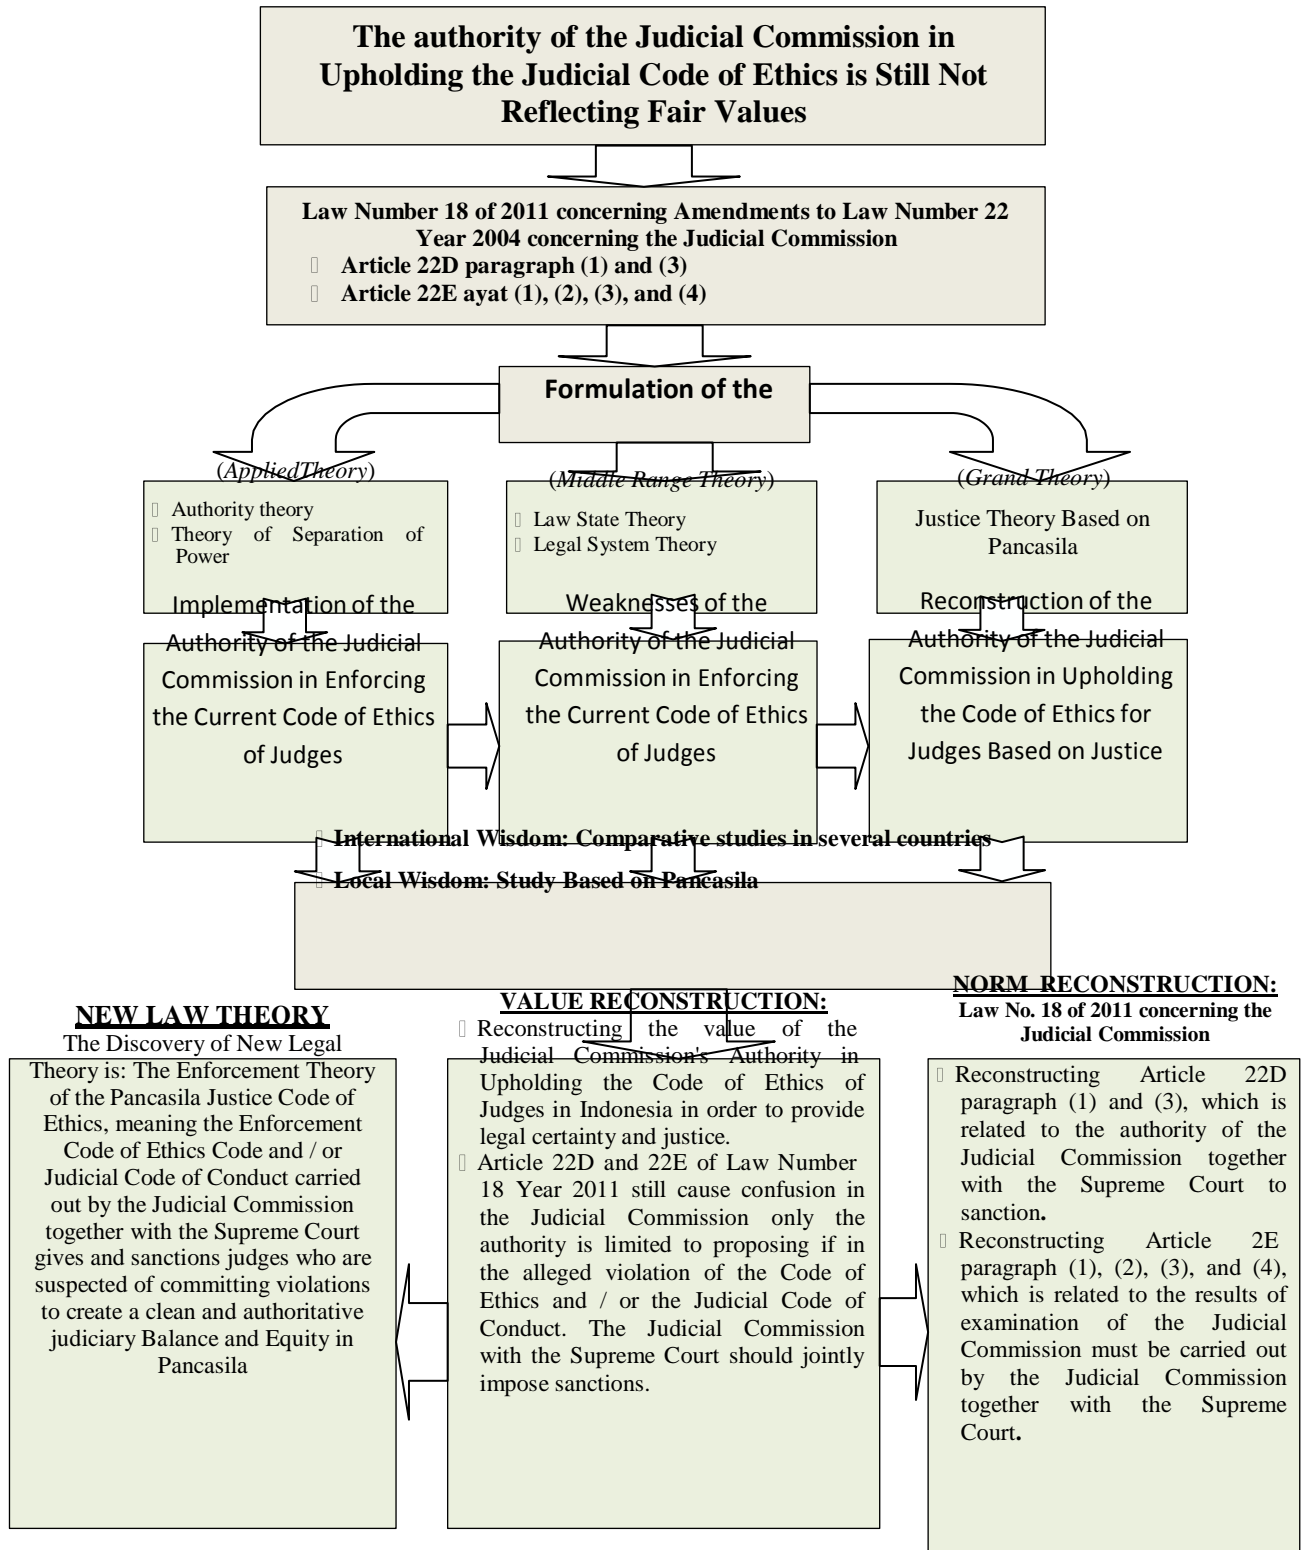 The authority of the Judicial Commission in
Upholding the Judicial Code of Ethics is Still Not
Reflecting Fair Values
Law Number 18 of 2011 concerning Amendments to Law Number 22
Year 2004 concerning the Judicial Commission
Article 22D paragraph (1) and (3)
Article 22E ayat (1), (2), (3), and (4)
Formulation of the
(AppliedTheory)
Authority theory
Theory of Separation of
Power
(Middle Range Theory)
Law State Theory
Legal System Theory
(Grand Theory)
Justice Theory Based on
Pancasila
Implementation of the
Authority of the Judicial
Commission in Enforcing
the Current Code of Ethics
of Judges
Weaknesses of the
Authority of the Judicial
Commission in Enforcing
the Current Code of Ethics
of Judges
Reconstruction of the
Authority of the Judicial
Commission in Upholding
the Code of Ethics for
Judges Based on Justice
International Wisdom: Comparative studies in several countries
Local Wisdom: Study Based on Pancasila
NEW LAW THEORY
The Discovery of New Legal
Theory is: The Enforcement Theory
of the Pancasila Justice Code of
Ethics, meaning the Enforcement
Code of Ethics Code and / or
Judicial Code of Conduct carried
out by the Judicial Commission
together with the Supreme Court
gives and sanctions judges who are
suspected of committing violations
to create a clean and authoritative
judiciary Balance and Equity in
Pancasila
VALUE RECONSTRUCTION:
Reconstructing the value of the
Judicial Commission's Authority in
Upholding the Code of Ethics of
Judges in Indonesia in order to provide
legal certainty and justice.
Article 22D and 22E of Law Number
18 Year 2011 still cause confusion in
the Judicial Commission only the
authority is limited to proposing if in
the alleged violation of the Code of
Ethics and / or the Judicial Code of
Conduct. The Judicial Commission
with the Supreme Court should jointly
impose sanctions.
NORM RECONSTRUCTION:
Law No. 18 of 2011 concerning the
Judicial Commission
Reconstructing Article 22D
paragraph (1) and (3), which is
related to the authority of the
Judicial Commission together
with the Supreme Court to
sanction.
Reconstructing Article 2E
paragraph (1), (2), (3), and (4),
which is related to the results of
examination of the Judicial
Commission must be carried out
by the Judicial Commission
together with the Supreme
Court.